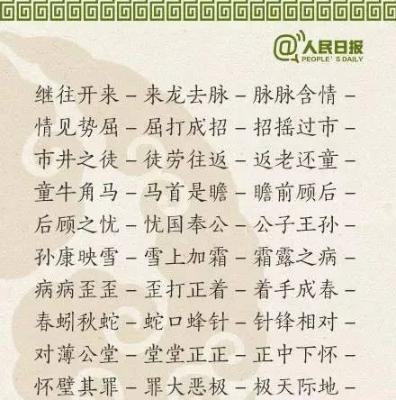 @人民日报
PEOPLE'S DAILY
继往开来－来龙去脉－脉脉含情－
情见势屈－屈打成招－招摇过市－
市井之徒－徒劳往返－返老还童－
童牛角马－马首是瞻－瞻前顾后－
后顾之忧－忧国奉公－公子王孙－
孙康映雪－雪上加霜－霜露之病－
病病歪歪－歪打正着－着手成春－
春蚓秋蛇－蛇口蜂针－针锋相对－
对薄公堂－堂堂正正－正中下怀－
怀璧其罪－罪大恶极－极天际地－